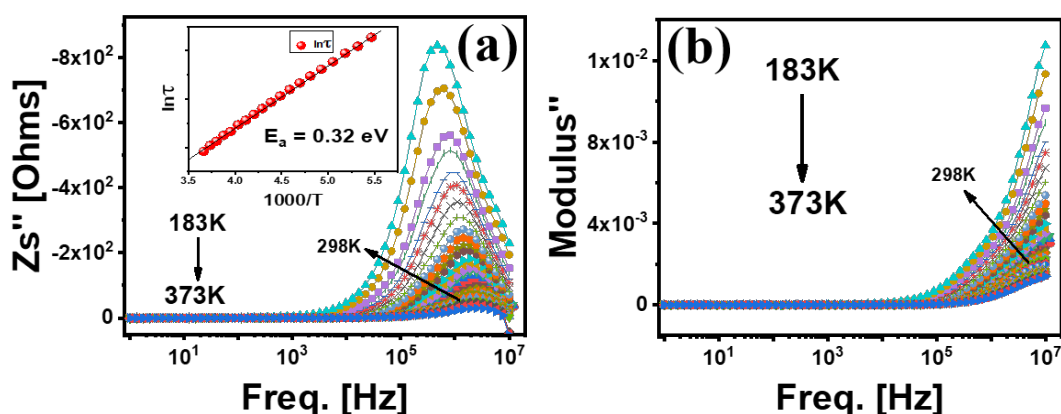 (a)
Zs'' [Ohms]
-8x10²
-6x10²
-4x10²
-2x10²
0
10¹
10³
10⁵
10⁷
Freq. [Hz]
183K
373K
298K
lnτ
lnτ
Eₐ = 0.32 eV
3.5
4.0
4.5
5.0
5.5
1000/T
(b)
Modulus''
1x10⁻²
8x10⁻³
4x10⁻³
0
10¹
10³
10⁵
10⁷
Freq. [Hz]
183K
373K
298K